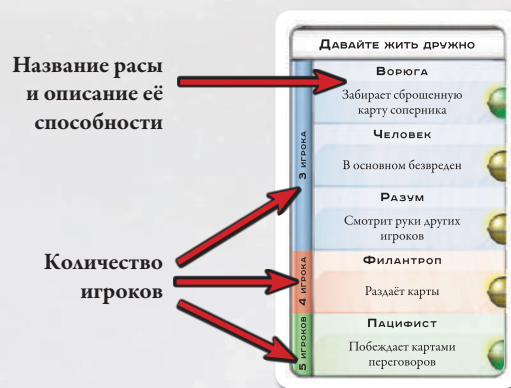 Название расы
и описание её
способности
Количество
игроков
Давайте жить дружно
3 игрока
Ворюга
Забирает сброшенную
карту соперника
Человек
В основном безвреден
Разум
Смотрит руки других
игроков
4 игрока
Филантроп
Раздаёт карты
5 игроков
Пацифист
Побеждает картами
переговоров